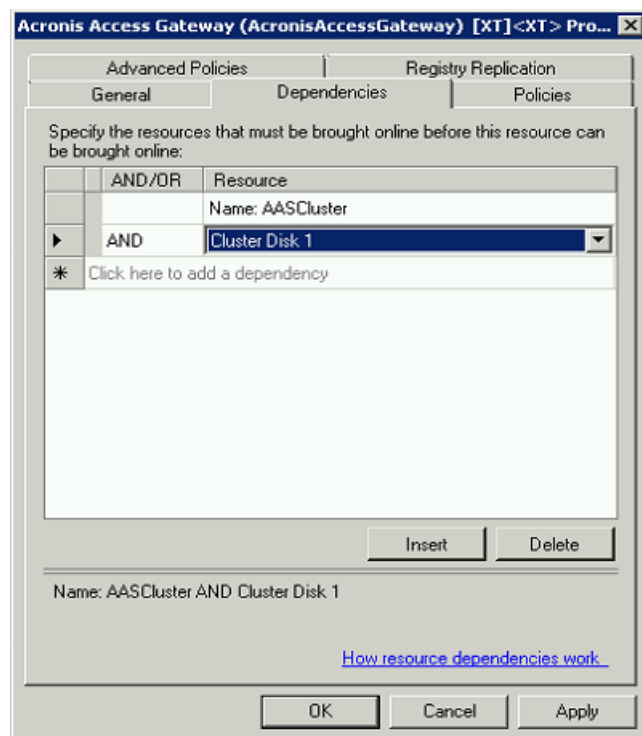 Acronis Access Gateway (AcronisAccessGateway) [XT]<XT> Pro...
Advanced Policies Registry Replication
General Dependencies Policies
Specify the resources that must be brought online before this resource can
be brought online:
AND/OR Resource
Name: AASCluster
AND Cluster Disk 1
Click here to add a dependency
Insert Delete
Name: AASCluster AND Cluster Disk 1
How resource dependencies work
OK Cancel Apply